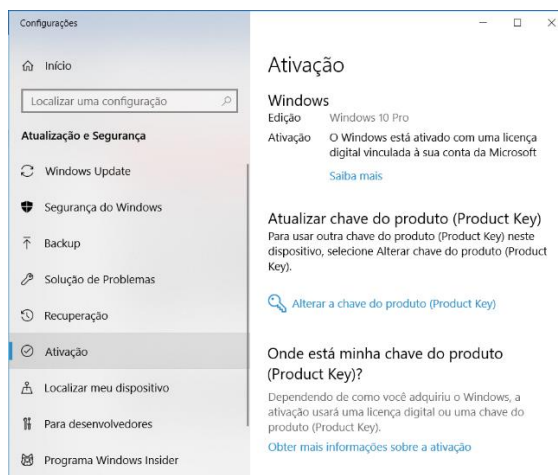 Configurações
Início
Localizar uma configuração
Atualização e Segurança
Windows Update
Segurança do Windows
Backup
Solução de Problemas
Recuperação
Ativação
Localizar meu dispositivo
Para desenvolvedores
Programa Windows Insider
Ativação
Windows
Edição Windows 10 Pro
Ativação O Windows está ativado com uma licença
digital vinculada à sua conta da Microsoft
Saiba mais
Atualizar chave do produto (Product Key)
Para usar outra chave do produto (Product Key) neste
dispositivo, selecione Alterar chave do produto (Product
Key).
Alterar a chave do produto (Product Key)
Onde está minha chave do produto
(Product Key)?
Dependendo de como você adquiriu o Windows, a
ativação usará uma licença digital ou uma chave do
produto (Product Key).
Obter mais informações sobre a ativação